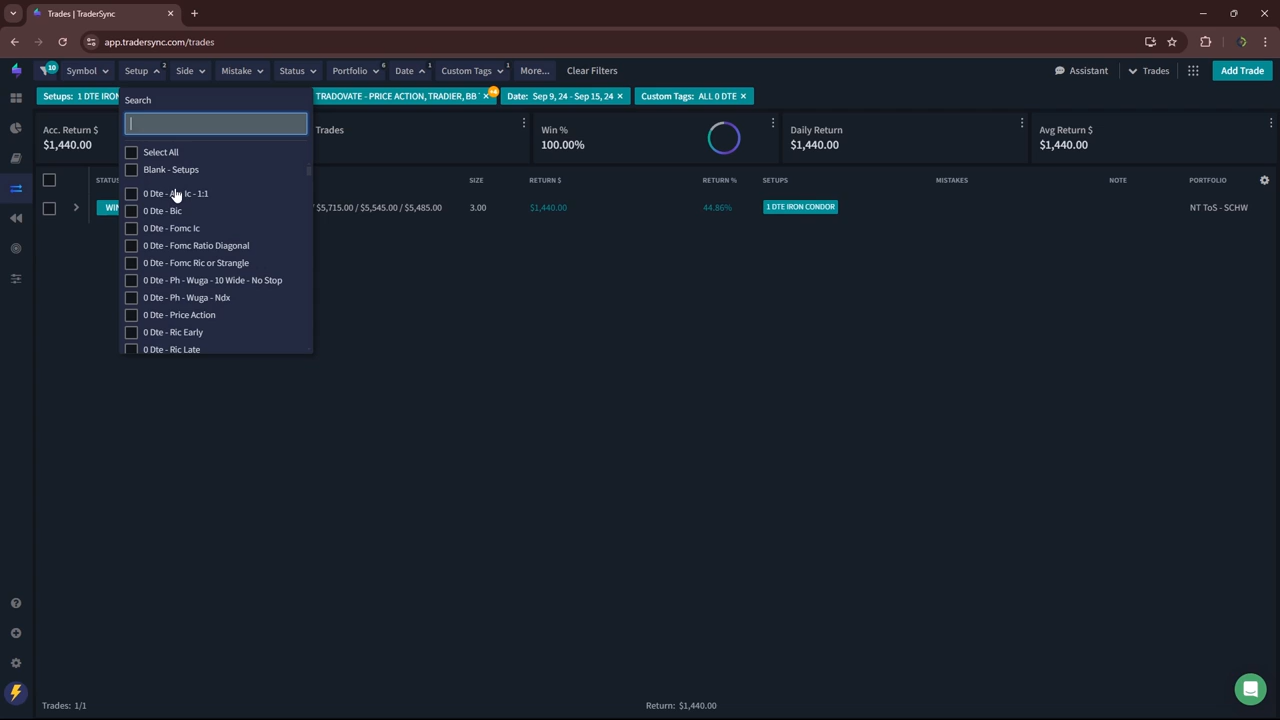 Trades | TraderSync
app.tradersync.com/trades
10
Symbol
Setup
2
Side
Mistake
Status
Portfolio
6
Date
1
Custom Tags
1
More...
Clear Filters
Assistant
Trades
Add Trade
Setups: 1 DTE IRON
TRADOVATE - PRICE ACTION, TRADIER, BB
+4
Date: Sep 9, 24 - Sep 15, 24
Custom Tags: ALL 0 DTE
Search
Acc. Return $
$1,440.00
Trades
Win %
100.00%
Daily Return
$1,440.00
Avg Return $
$1,440.00
Select All
Blank - Setups
0 Dte - Ic - 1:1
0 Dte - Bic
0 Dte - Fomc Ic
0 Dte - Fomc Ratio Diagonal
0 Dte - Fomc Ric or Strangle
0 Dte - Ph - Wuga - 10 Wide - No Stop
0 Dte - Ph - Wuga - Ndx
0 Dte - Price Action
0 Dte - Ric Early
0 Dte - Ric Late
STATUS
SIZE
RETURN $
RETURN %
SETUPS
MISTAKES
NOTE
PORTFOLIO
WIN
/ $5,715.00 / $5,545.00 / $5,485.00
3.00
$1,440.00
44.86%
1 DTE IRON CONDOR
NT ToS - SCHW
Trades: 1/1
Return: $1,440.00